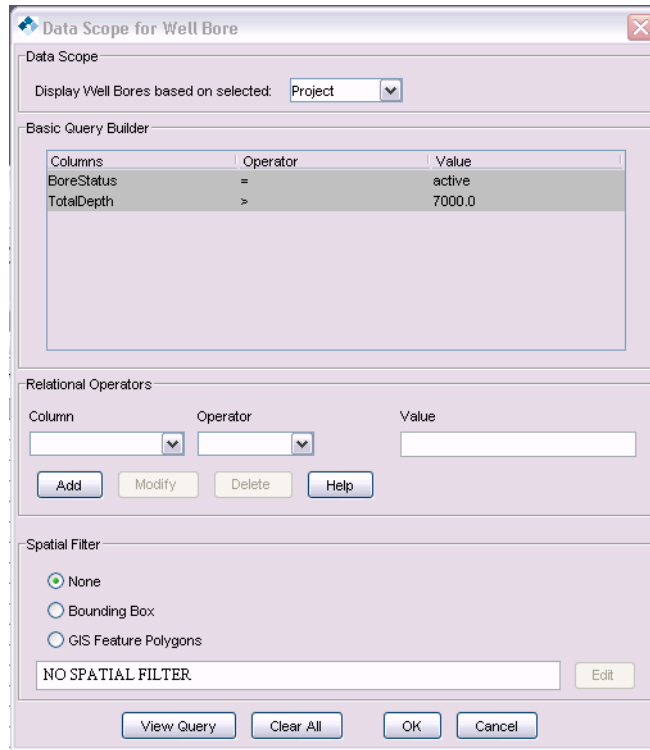 Data Scope for Well Bore
Data Scope
Display Well Bores based on selected: Project
Basic Query Builder
Columns Operator Value
BoreStatus = active
TotalDepth > 7000.0
Relational Operators
Column Operator Value
Add Modify Delete Help
Spatial Filter
None
Bounding Box
GIS Feature Polygons
NO SPATIAL FILTER Edit
View Query Clear All OK Cancel